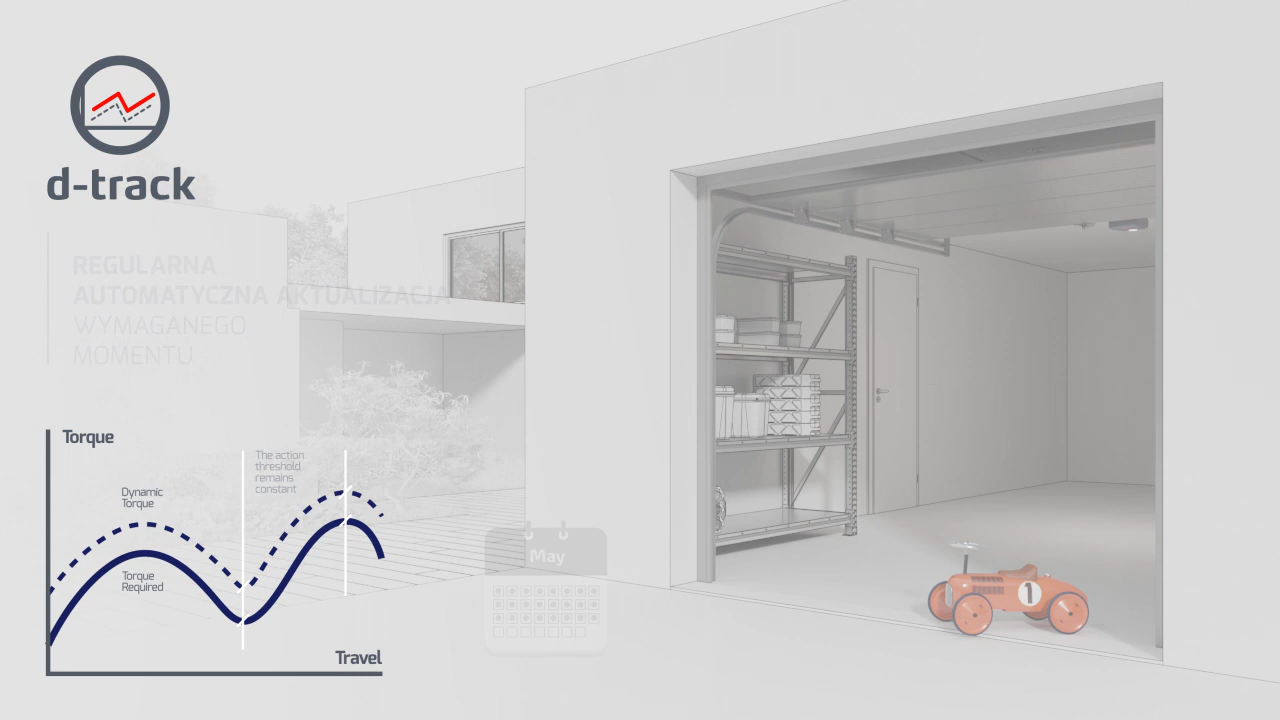 d-track
REGULARNA
AUTOMATYCZNA AKTUALIZACJA
WYMAGANEGO
MOMENTU
Torque
The action
threshold
remains
constant
Dynamic
Torque
Torque
Required
Travel
May
1